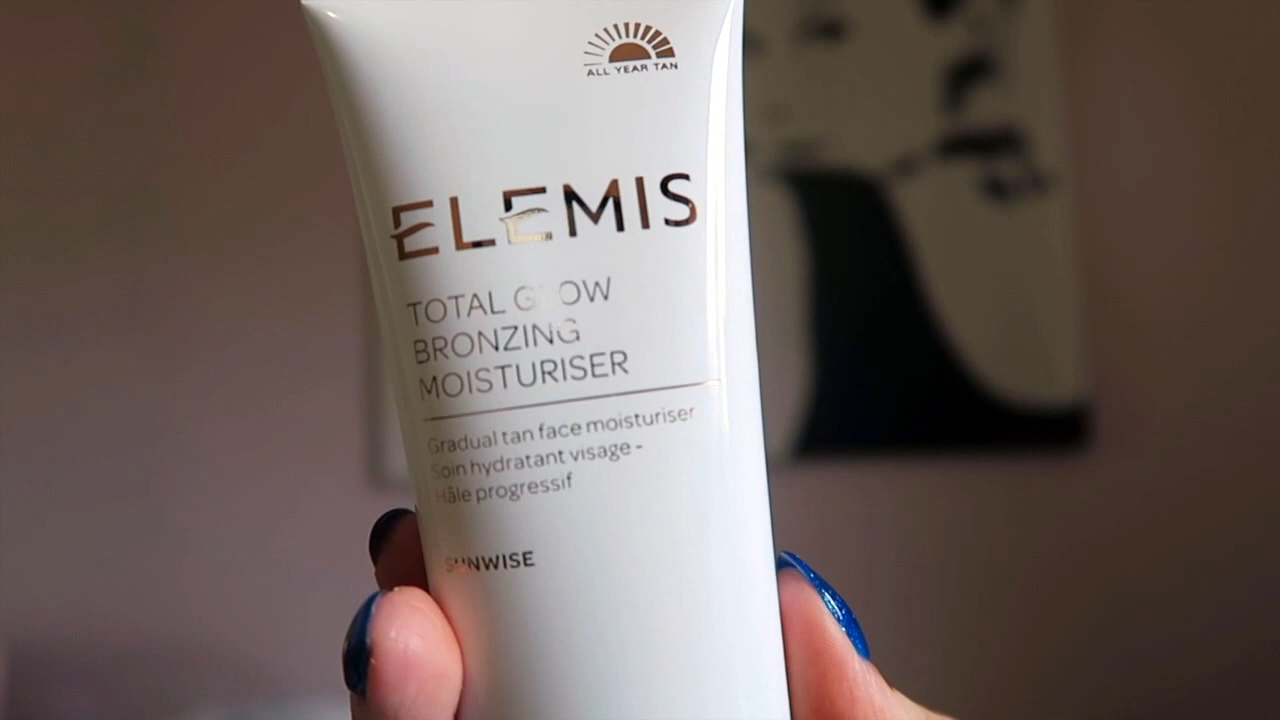 ALL YEAR TAN
ELEMIS
TOTAL GLOW
BRONZING
MOISTURISER
Gradual tan face moisturiser
Soin hydratant visage -
Hâle progressif
SUNWISE